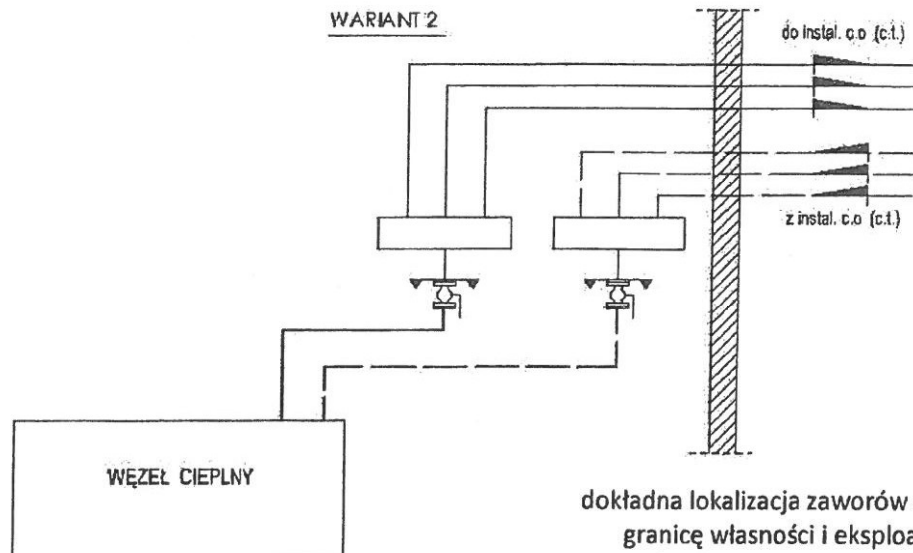 WARIANT 2
do instal. c.o (c.t.)
z instal. c.o (c.t.)
WĘZEŁ CIEPLNY
dokładna lokalizacja zaworów
granicę własności i eksploa